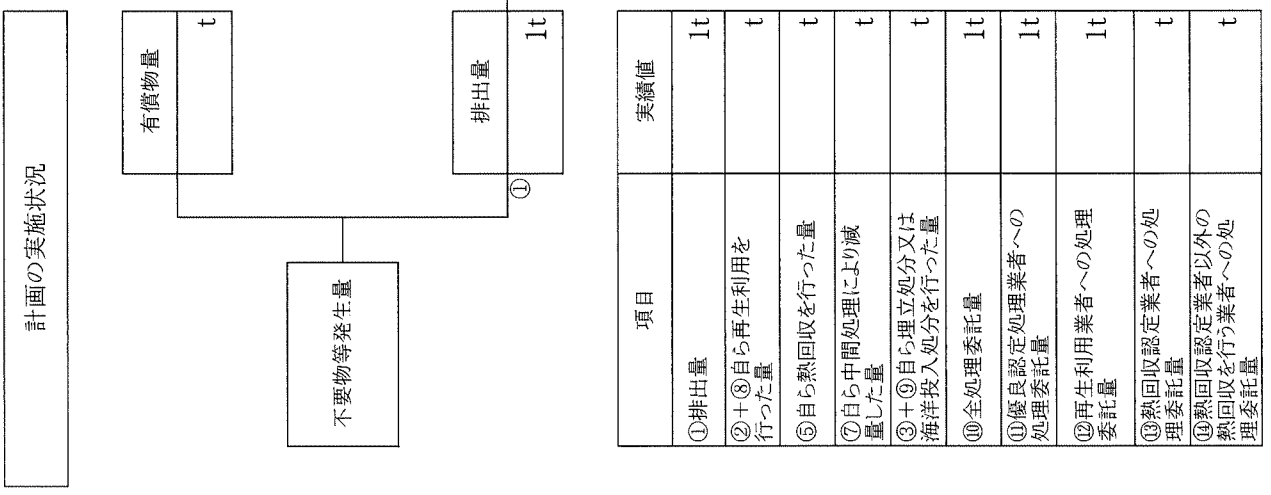 計画の実施状況
有償物量
t
不要物等発生量
排出量
①
1t
項目
実績値
①排出量
1t
②+⑧自ら再生利用を
行った量
t
⑤自ら熱回収を行った量
t
⑦自ら中間処理により減
量した量
t
③+⑨自ら埋立処分又は
海洋投入処分を行った量
t
⑩全処理委託量
1t
⑪優良認定処理業者への
処理委託量
1t
⑫再生利用業者への処理
委託量
1t
⑬熱回収認定業者への処
理委託量
t
⑭熱回収認定業者以外の
熱回収を行う業者への処
理委託量
t